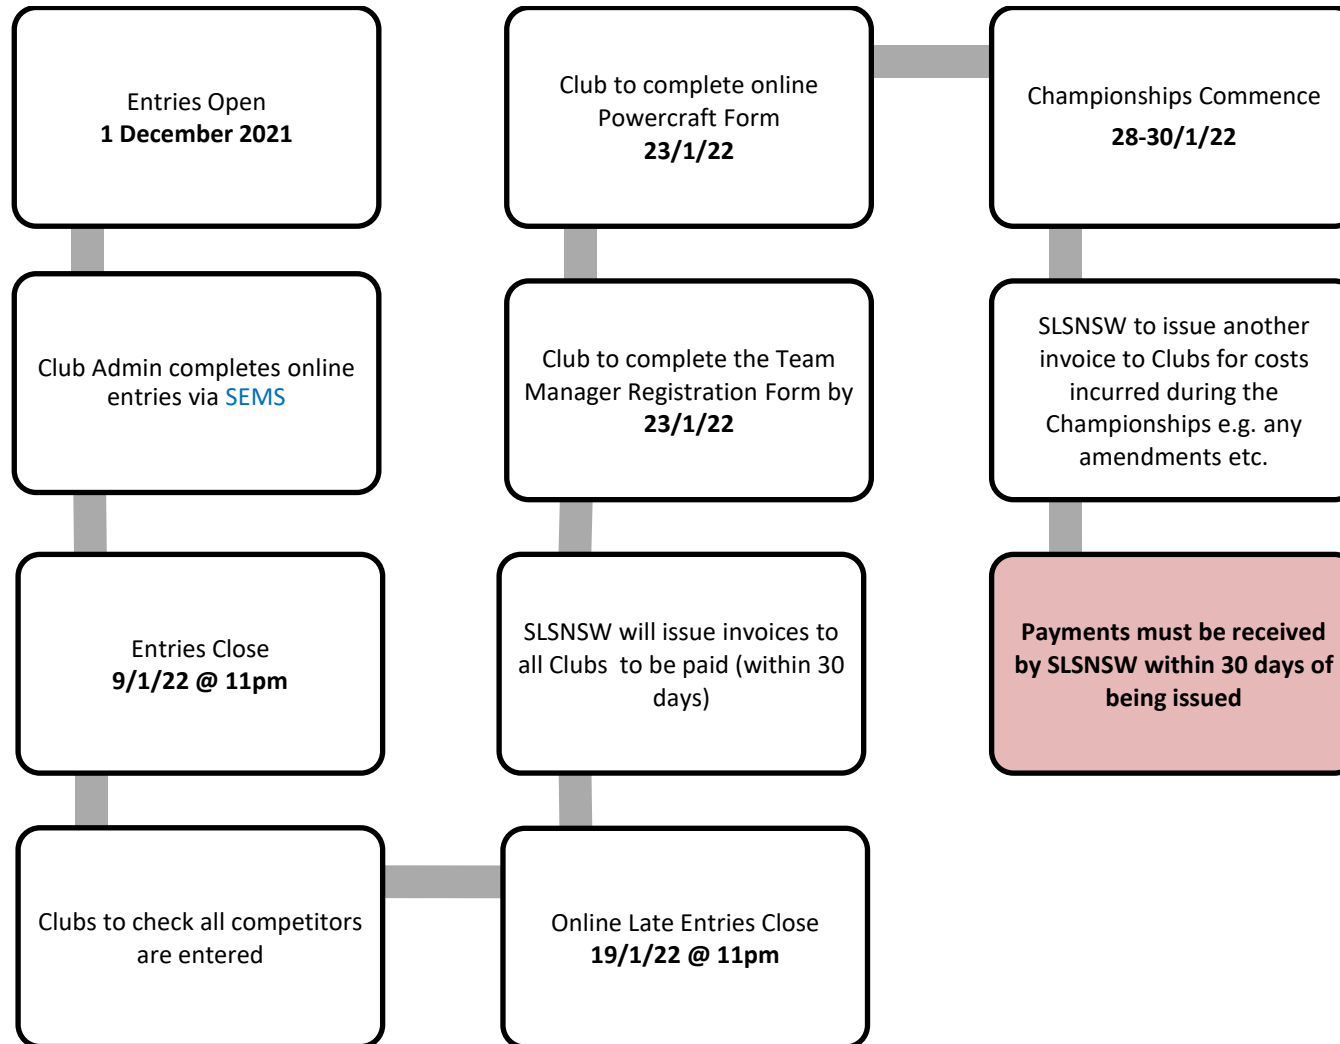 Entries Open
1 December 2021
Club Admin completes online
entries via SEMS
Entries Close
9/1/22 @ 11pm
Clubs to check all competitors
are entered
Online Late Entries Close
19/1/22 @ 11pm
SLSNSW will issue invoices to
all Clubs to be paid (within 30
days)
Club to complete the Team
Manager Registration Form by
23/1/22
Club to complete online
Powercraft Form
23/1/22
Championships Commence
28-30/1/22
SLSNSW to issue another
invoice to Clubs for costs
incurred during the
Championships e.g. any
amendments etc.
Payments must be received
by SLSNSW within 30 days of
being issued